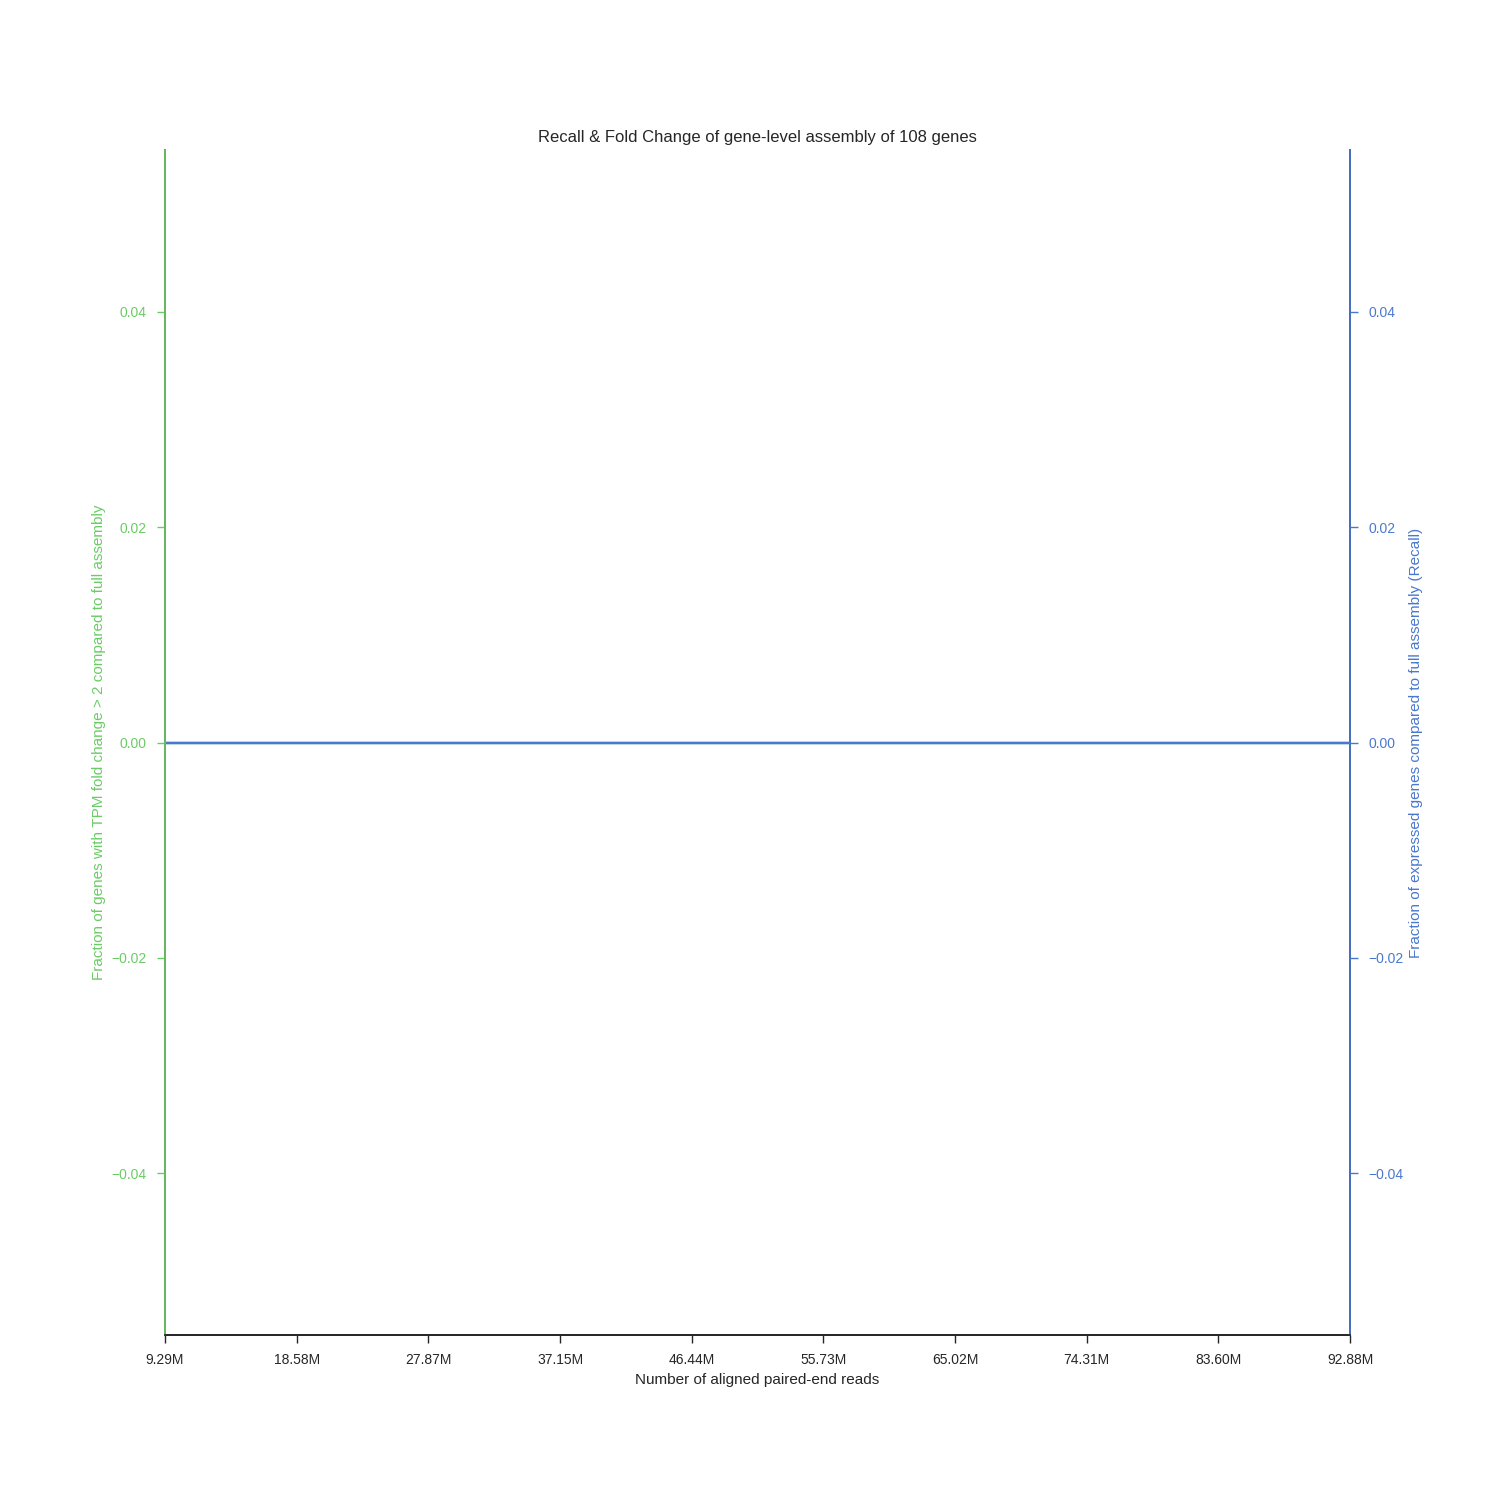 Recall & Fold Change of gene-level assembly of 108 genes
0.04
0.02
0.00
−0.02
−0.04
Fraction of genes with TPM fold change > 2 compared to full assembly
0.04
0.02
0.00
−0.02
−0.04
Fraction of expressed genes compared to full assembly (Recall)
9.29M 18.58M 27.87M 37.15M 46.44M 55.73M 65.02M 74.31M 83.60M 92.88M
Number of aligned paired-end reads